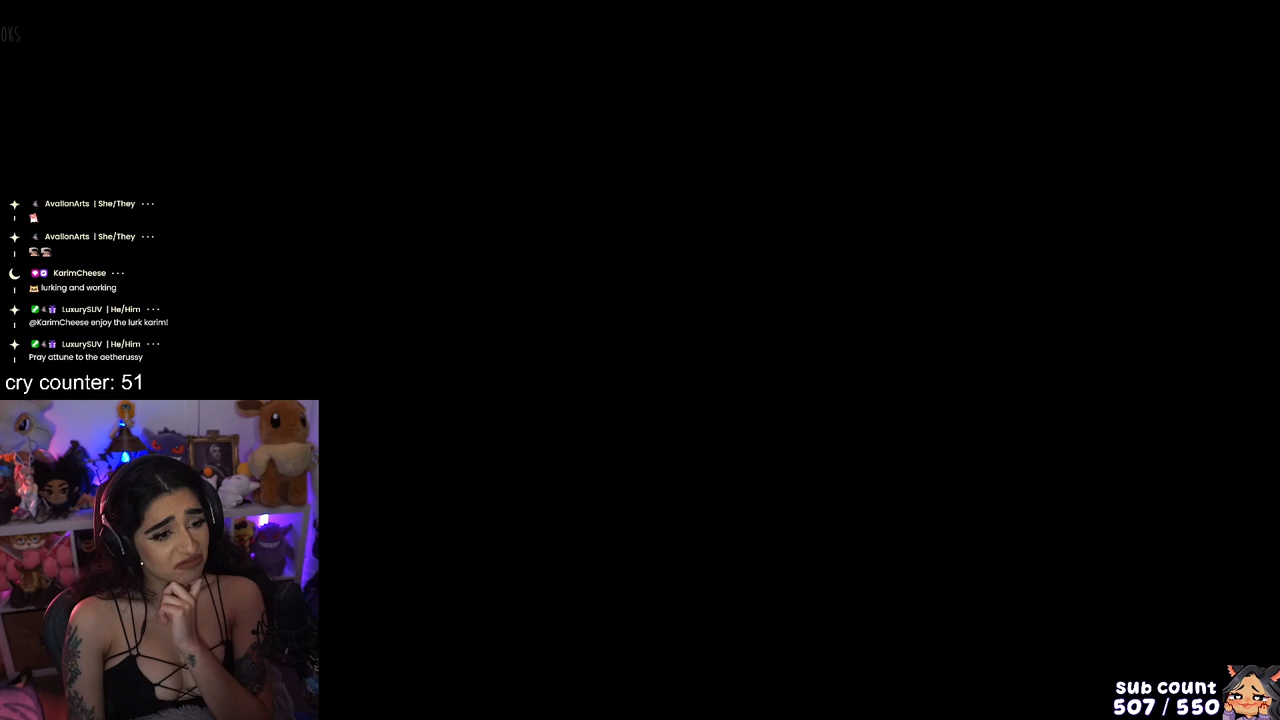 OKS
AvallonArts | She/They ...
AvallonArts | She/They ...
KarimCheese ...
lurking and working
LuxurySUV | He/Him ...
@KarimCheese enjoy the lurk karim!
LuxurySUV | He/Him ...
Pray attune to the aetherussy
cry counter: 51
sub count
507 / 550